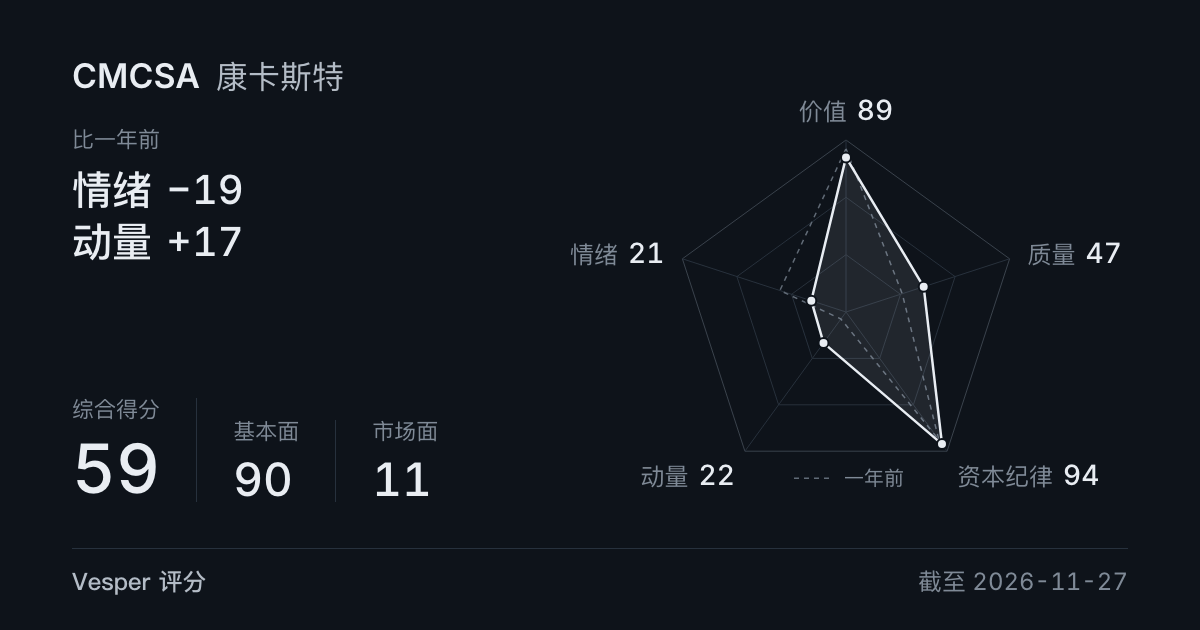 CMCSA 康卡斯特
比一年前
情绪 −19
动量 +17
综合得分
59
基本面
90
市场面
11
价值 89
情绪 21
质量 47
动量 22
一年前
资本纪律 94
Vesper 评分
截至 2026-11-27